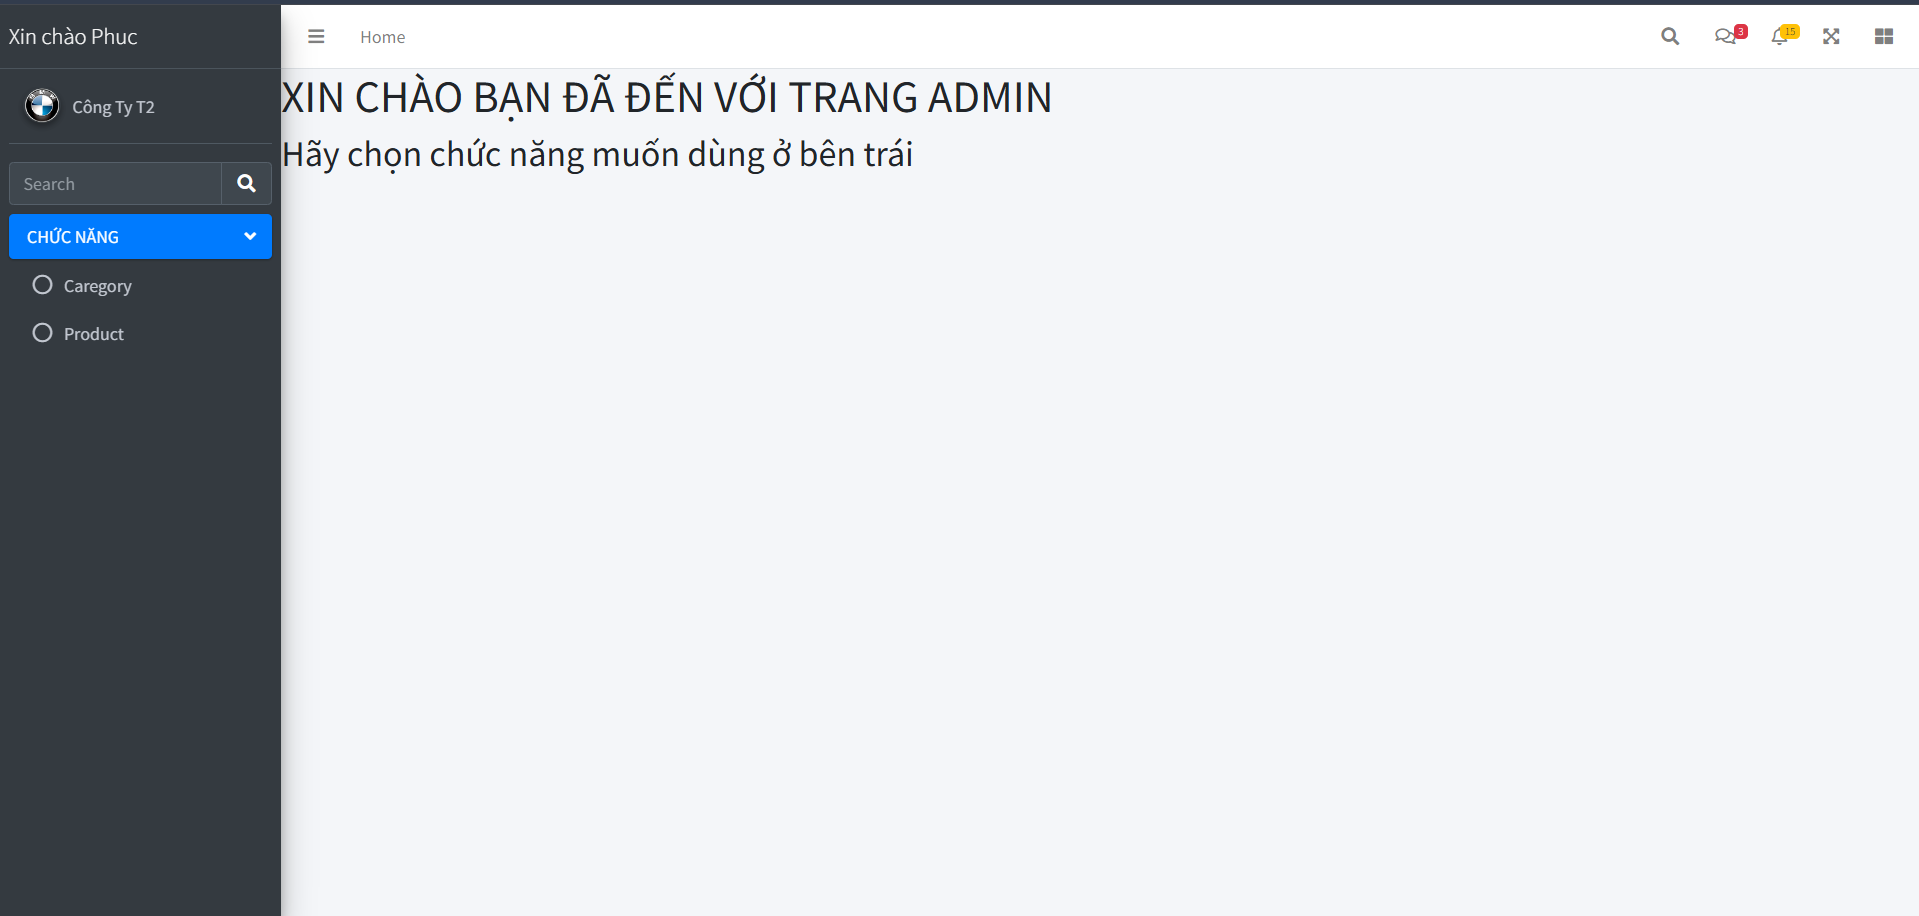 Xin chào Phuc
Home
3
15
Công Ty T2
Search
CHỨC NĂNG
Caregory
Product
XIN CHÀO BẠN ĐÃ ĐẾN VỚI TRANG ADMIN
Hãy chọn chức năng muốn dùng ở bên trái